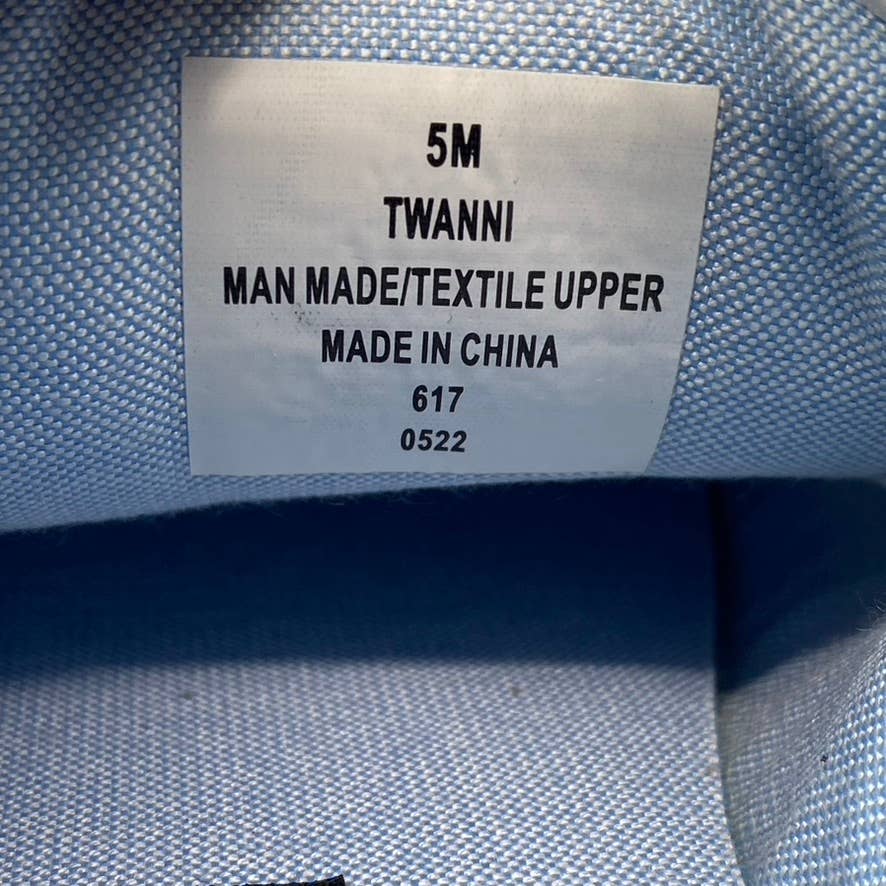 5M
TWANNI
MAN MADE/TEXTILE UPPER
MADE IN CHINA
617
0522